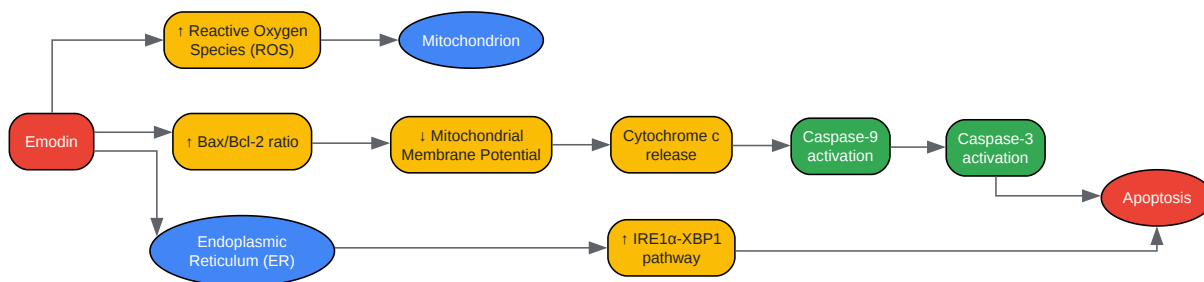 ↑ Reactive Oxygen
Species (ROS)
Mitochondrion
Emodin
↑ Bax/Bcl-2 ratio
↓ Mitochondrial
Membrane Potential
Cytochrome c
release
Caspase-9
activation
Caspase-3
activation
Apoptosis
Endoplasmic
Reticulum (ER)
↑ IRE1α-XBP1
pathway